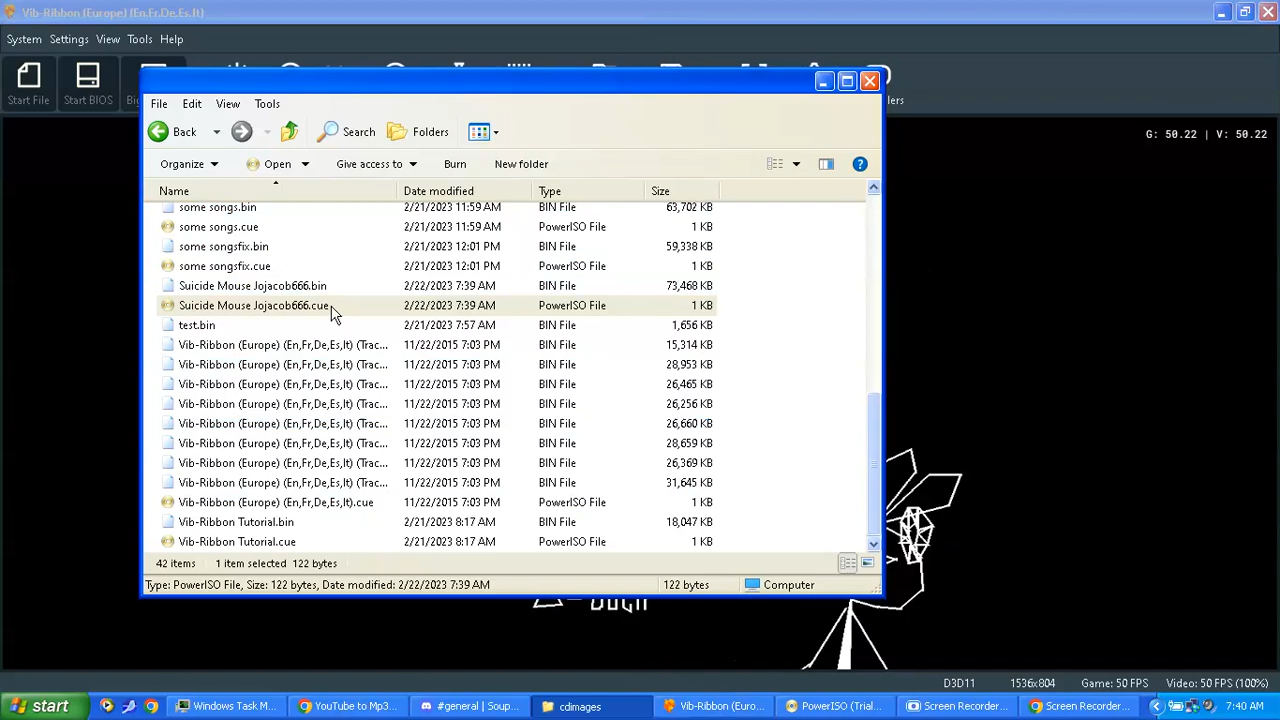 Vib-Ribbon (Europe) (En,Fr,De,Es,It)
System Settings View Tools Help
Start File Start BIOS
G: 50.22 | V: 50.22
File Edit View Tools
Back Search Folders
Organize Open Give access to Burn New folder
Name Date modified Type Size
some songs.bin 2/21/2023 11:59 AM BIN File 63,702 KB
some songs.cue 2/21/2023 11:59 AM PowerISO File 1 KB
some songsfix.bin 2/21/2023 12:01 PM BIN File 59,338 KB
some songsfix.cue 2/21/2023 12:01 PM PowerISO File 1 KB
Suicide Mouse Jojacob666.bin 2/22/2023 7:39 AM BIN File 73,468 KB
Suicide Mouse Jojacob666.cue 2/22/2023 7:39 AM PowerISO File 1 KB
test.bin 2/21/2023 7:57 AM BIN File 1,656 KB
Vib-Ribbon (Europe) (En,Fr,De,Es,It) (Trac... 11/22/2015 7:03 PM BIN File 15,314 KB
Vib-Ribbon (Europe) (En,Fr,De,Es,It) (Trac... 11/22/2015 7:03 PM BIN File 28,953 KB
Vib-Ribbon (Europe) (En,Fr,De,Es,It) (Trac... 11/22/2015 7:03 PM BIN File 26,465 KB
Vib-Ribbon (Europe) (En,Fr,De,Es,It) (Trac... 11/22/2015 7:03 PM BIN File 26,256 KB
Vib-Ribbon (Europe) (En,Fr,De,Es,It) (Trac... 11/22/2015 7:03 PM BIN File 26,660 KB
Vib-Ribbon (Europe) (En,Fr,De,Es,It) (Trac... 11/22/2015 7:03 PM BIN File 28,659 KB
Vib-Ribbon (Europe) (En,Fr,De,Es,It) (Trac... 11/22/2015 7:03 PM BIN File 26,369 KB
Vib-Ribbon (Europe) (En,Fr,De,Es,It) (Trac... 11/22/2015 7:03 PM BIN File 31,645 KB
Vib-Ribbon (Europe) (En,Fr,De,Es,It).cue 11/22/2015 7:03 PM PowerISO File 1 KB
Vib-Ribbon Tutorial.bin 2/21/2023 8:17 AM BIN File 18,047 KB
Vib-Ribbon Tutorial.cue 2/21/2023 8:17 AM PowerISO File 1 KB
42 items 1 item selected 122 bytes
Type: PowerISO File, Size: 122 bytes, Date modified: 2/22/2023 7:39 AM 122 bytes Computer
D3D11 1536x804 Game: 50 FPS Video: 50 FPS (100%)
start Windows Task M... YouTube to Mp3... #general | Soup... cdimages Vib-Ribbon (Euro... PowerISO (Trial... Screen Recorder... Screen Recorder... 7:40 AM